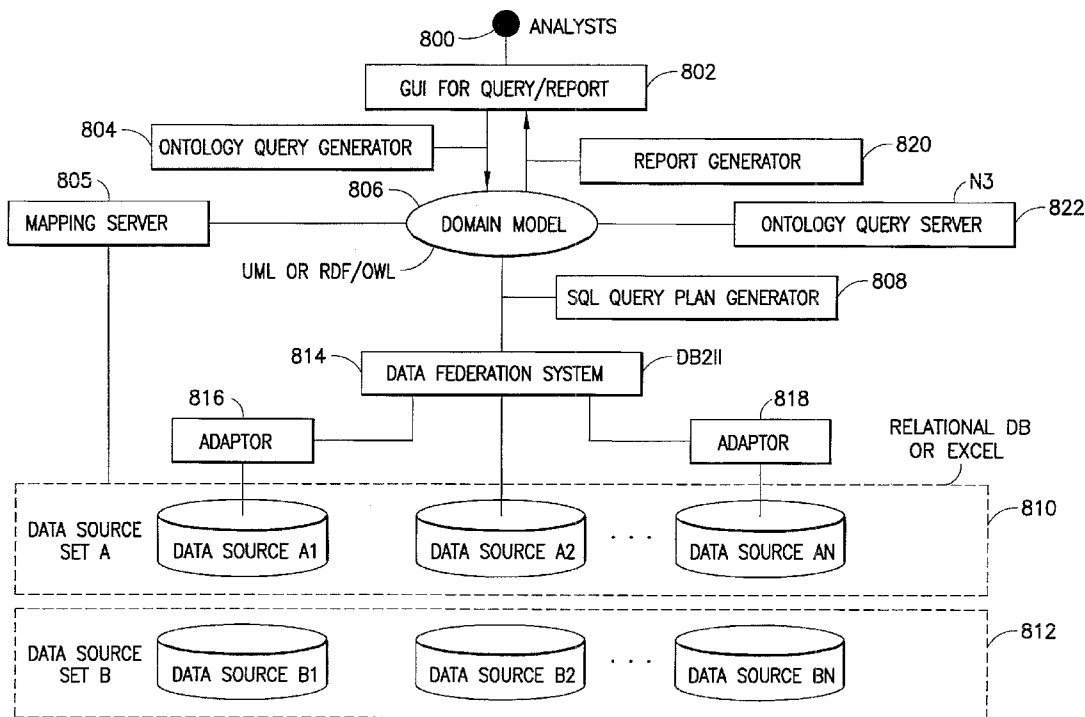 800
ANALYSTS
GUI FOR QUERY/REPORT
802
804
ONTOLOGY QUERY GENERATOR
REPORT GENERATOR
820
805
MAPPING SERVER
806
DOMAIN MODEL
N3
ONTOLOGY QUERY SERVER
822
UML OR RDF/OWL
SQL QUERY PLAN GENERATOR
808
814
DATA FEDERATION SYSTEM
DB2II
816
ADAPTOR
818
ADAPTOR
RELATIONAL DB
OR EXCEL
DATA SOURCE
SET A
DATA SOURCE A1
DATA SOURCE A2
. . .
DATA SOURCE AN
810
DATA SOURCE
SET B
DATA SOURCE B1
DATA SOURCE B2
. . .
DATA SOURCE BN
812